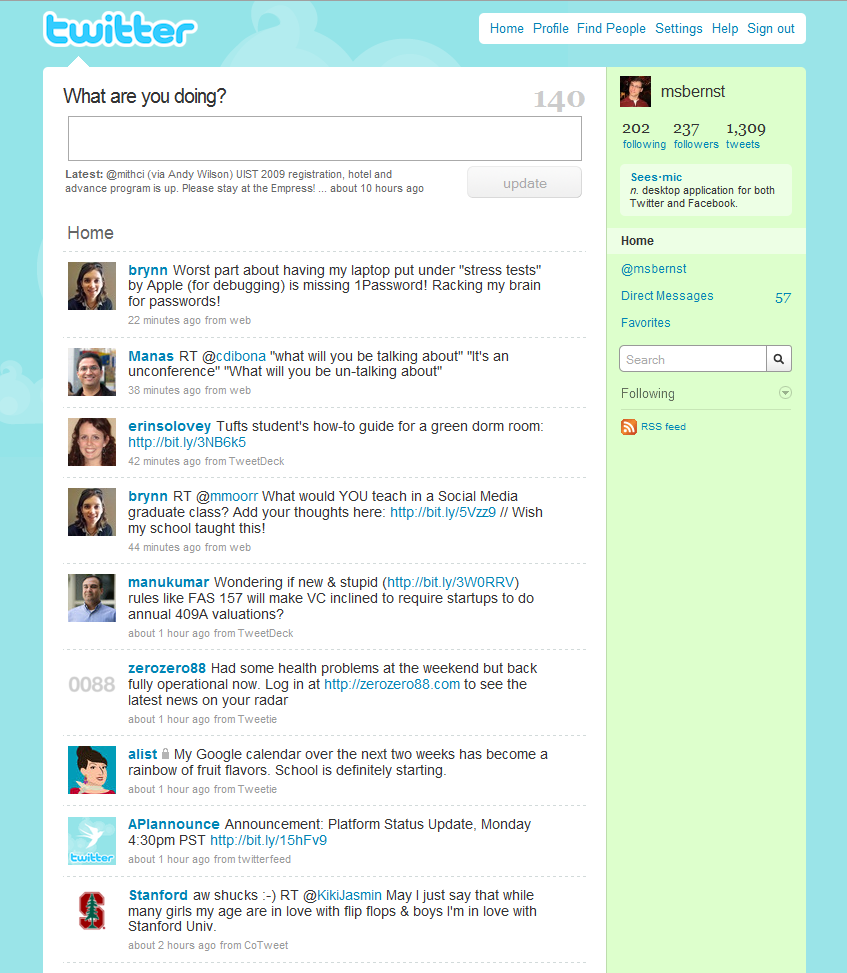 twitter
Home Profile Find People Settings Help Sign out
What are you doing?
140
Latest: @mithci (via Andy Wilson) UIST 2009 registration, hotel and
advance program is up. Please stay at the Empress! ... about 10 hours ago
update
Home
brynn Worst part about having my laptop put under "stress tests"
by Apple (for debugging) is missing 1Password! Racking my brain
for passwords!
22 minutes ago from web
Manas RT @cdibona "what will you be talking about" "It's an
unconference" "What will you be un-talking about"
38 minutes ago from web
erinsolovey Tufts student's how-to guide for a green dorm room:
http://bit.ly/3NB6k5
42 minutes ago from TweetDeck
brynn RT @mmoorr What would YOU teach in a Social Media
graduate class? Add your thoughts here: http://bit.ly/5Vzz9 // Wish
my school taught this!
44 minutes ago from web
manukumar Wondering if new & stupid (http://bit.ly/3W0RRV)
rules like FAS 157 will make VC inclined to require startups to do
annual 409A valuations?
about 1 hour ago from TweetDeck
0088
zerozero88 Had some health problems at the weekend but back
fully operational now. Log in at http://zerozero88.com to see the
latest news on your radar
about 1 hour ago from Tweetie
alist My Google calendar over the next two weeks has become a
rainbow of fruit flavors. School is definitely starting.
about 1 hour ago from Tweetie
twitter
APIannounce Announcement: Platform Status Update, Monday
4:30pm PST http://bit.ly/15hFv9
about 1 hour ago from twitterfeed
S
Stanford aw shucks :-) RT @KikiJasmin May I just say that while
many girls my age are in love with flip flops & boys I'm in love with
Stanford Univ.
about 2 hours ago from CoTweet
msbernst
202 237 1,309
following followers tweets
Sees·mic
n. desktop application for both
Twitter and Facebook.
Home
@msbernst
Direct Messages 57
Favorites
Search
Following
RSS feed